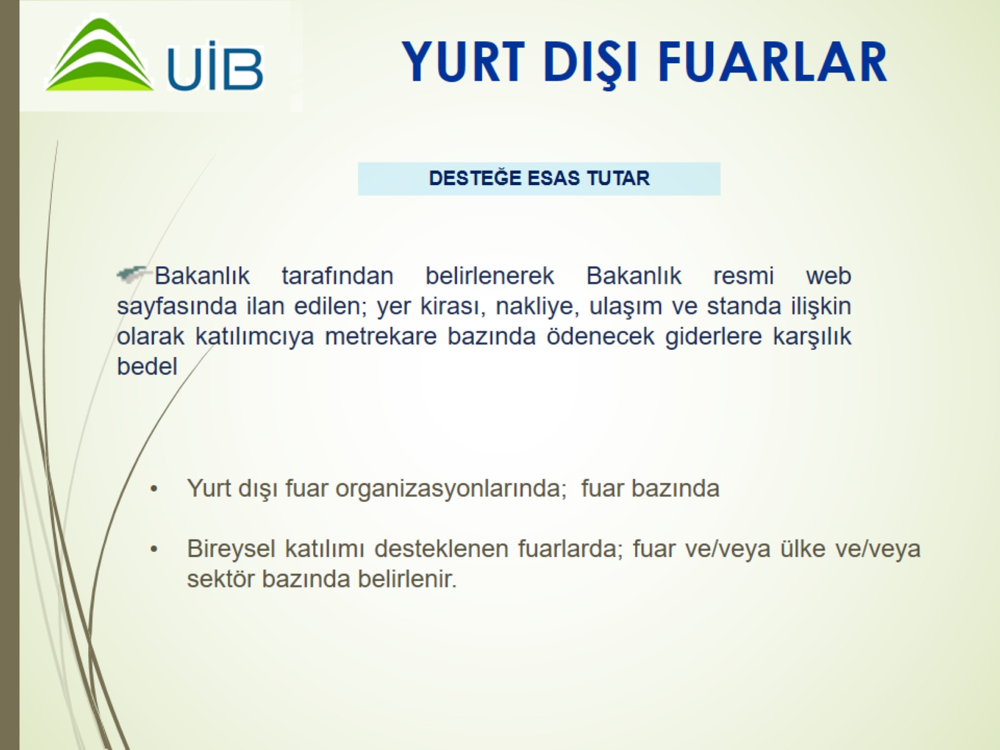 UİB
YURT DIŞI FUARLAR
DESTEĞE ESAS TUTAR
Bakanlık tarafından belirlenerek Bakanlık resmi web
sayfasında ilan edilen; yer kirası, nakliye, ulaşım ve standa ilişkin
olarak katılımcıya metrekare bazında ödenecek giderlere karşılık
bedel
• Yurt dışı fuar organizasyonlarında; fuar bazında
• Bireysel katılımı desteklenen fuarlarda; fuar ve/veya ülke ve/veya
sektör bazında belirlenir.